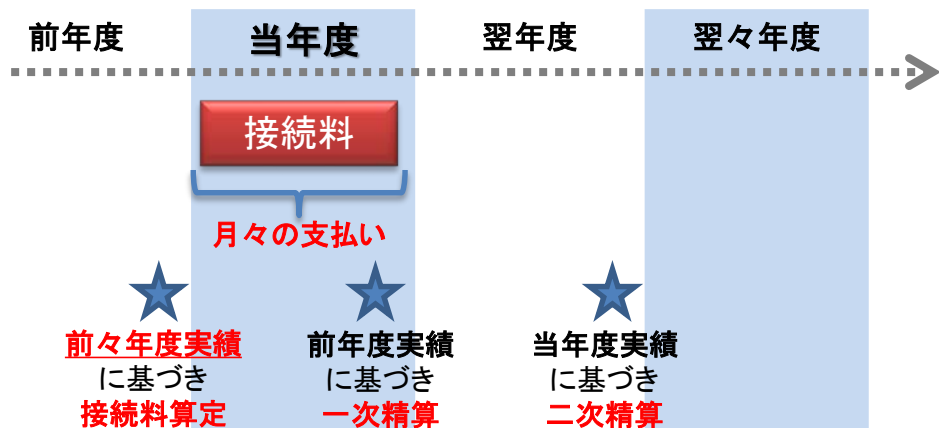 前年度
当年度
翌年度
翌々年度
接続料
月々の支払い
前々年度実績
に基づき
接続料算定
前年度実績
に基づき
一次精算
当年度実績
に基づき
二次精算